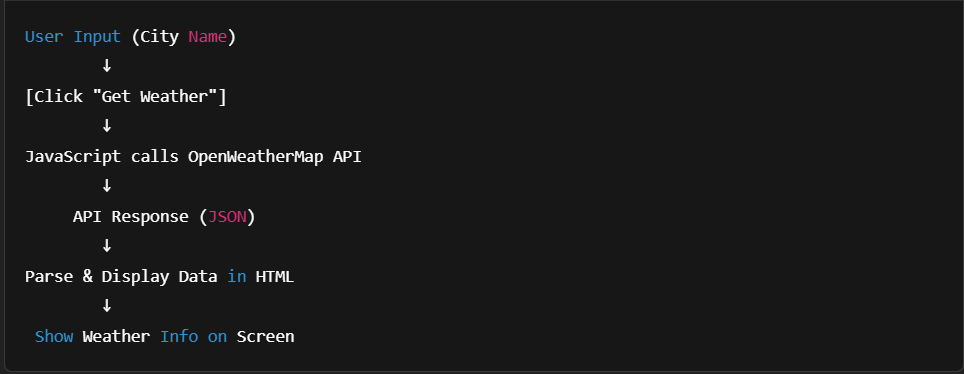 User Input (City Name)
↓
[Click "Get Weather"]
↓
JavaScript calls OpenWeatherMap API
↓
API Response (JSON)
↓
Parse & Display Data in HTML
↓
Show Weather Info on Screen